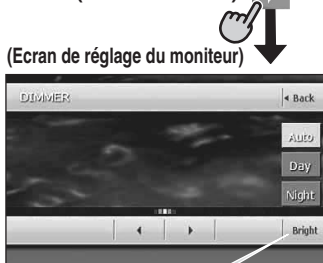 (Ecran de réglage du moniteur)
DIMMER
Back
Auto
Day
Night
Bright